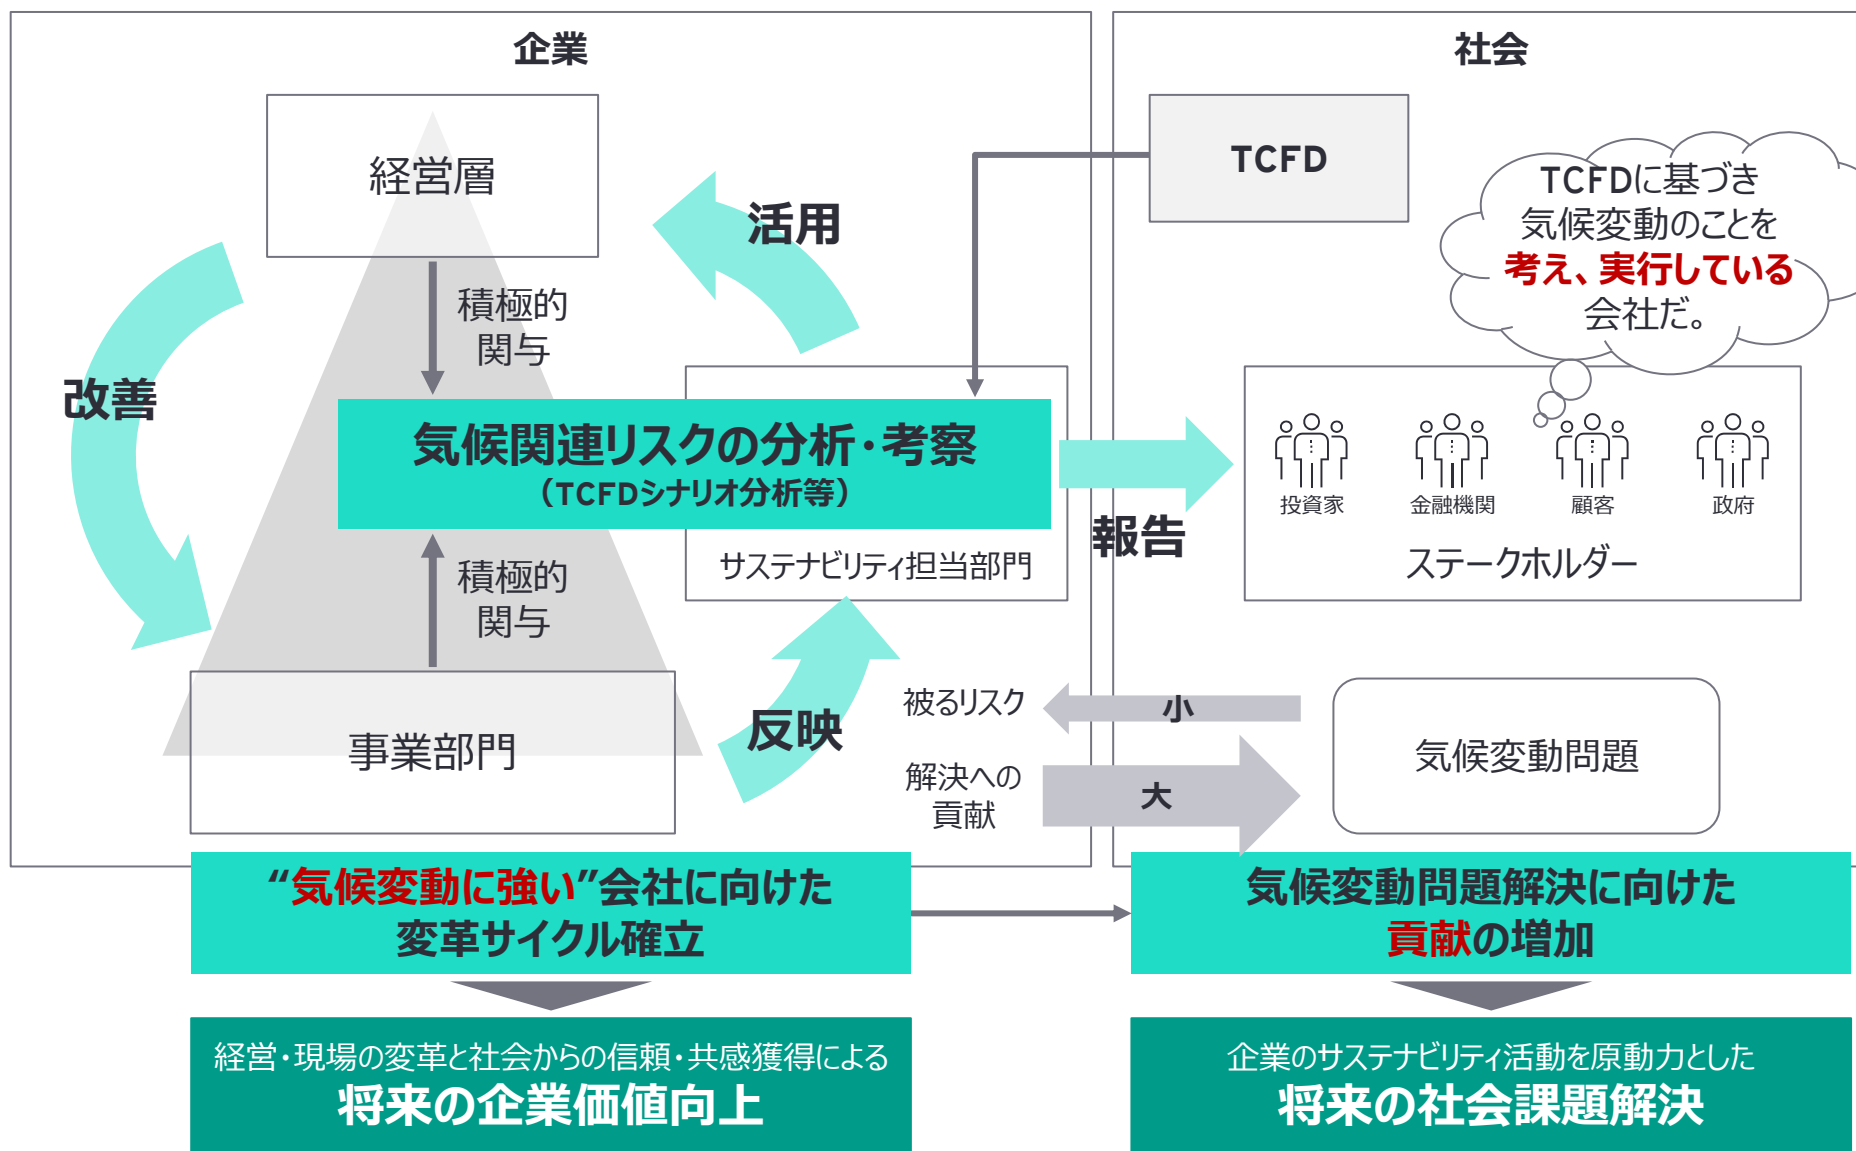 企業
経営層
活用
積極的
関与
改善
気候関連リスクの分析・考察
（TCFDシナリオ分析等）
サステナビリティ担当部門
積極的
関与
反映
事業部門
報告
社会
TCFD
TCFDに基づき
気候変動のことを
考え、実行している
会社だ。
投資家
金融機関
顧客
政府
ステークホルダー
被るリスク
小
解決への
貢献
大
気候変動問題
“気候変動に強い”会社に向けた
変革サイクル確立
気候変動問題解決に向けた
貢献の増加
経営・現場の変革と社会からの信頼・共感獲得による
将来の企業価値向上
企業のサステナビリティ活動を原動力とした
将来の社会課題解決